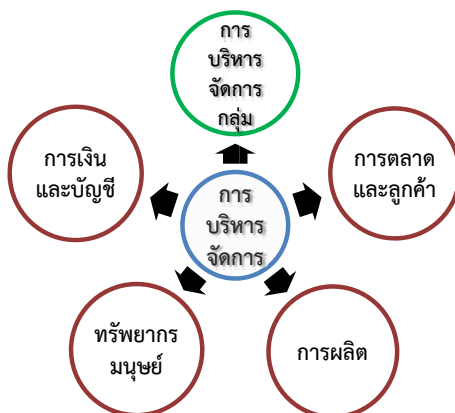 การ
บริหาร
จัดการ
กลุ่ม
การเงิน
และบัญชี
การตลาด
และลูกค้า
การ
บริหาร
จัดการ
ทรัพยากร
มนุษย์
การผลิต